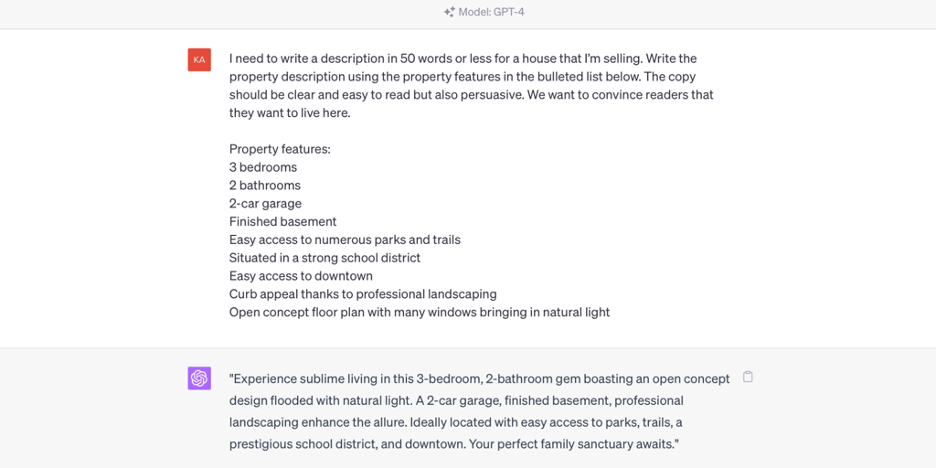 Model: GPT-4
KA
I need to write a description in 50 words or less for a house that I'm selling. Write the
property description using the property features in the bulleted list below. The copy
should be clear and easy to read but also persuasive. We want to convince readers that
they want to live here.
Property features:
3 bedrooms
2 bathrooms
2-car garage
Finished basement
Easy access to numerous parks and trails
Situated in a strong school district
Easy access to downtown
Curb appeal thanks to professional landscaping
Open concept floor plan with many windows bringing in natural light
"Experience sublime living in this 3-bedroom, 2-bathroom gem boasting an open concept
design flooded with natural light. A 2-car garage, finished basement, professional
landscaping enhance the allure. Ideally located with easy access to parks, trails, a
prestigious school district, and downtown. Your perfect family sanctuary awaits."